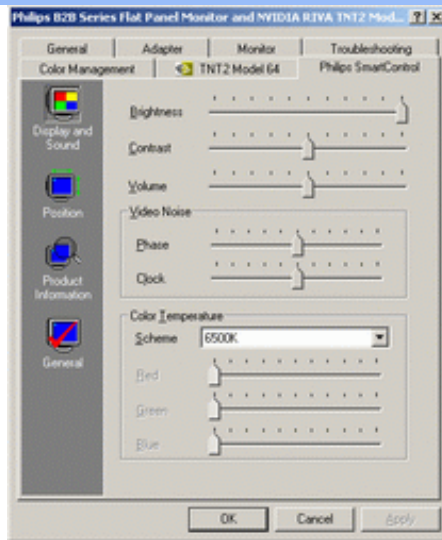 Philips B2B Series Flat Panel Monitor and NVIDIA RIVA TNT2 Mod...
General Adapter Monitor Troubleshooting
Color Management TNT2 Model 64 Philips SmartControl
Display and
Sound
Position
Product
Information
General
Brightness
Contrast
Volume
Video Noise
Phase
Clock
Color Temperature
Scheme 6500K
Red
Green
Blue
OK Cancel Apply